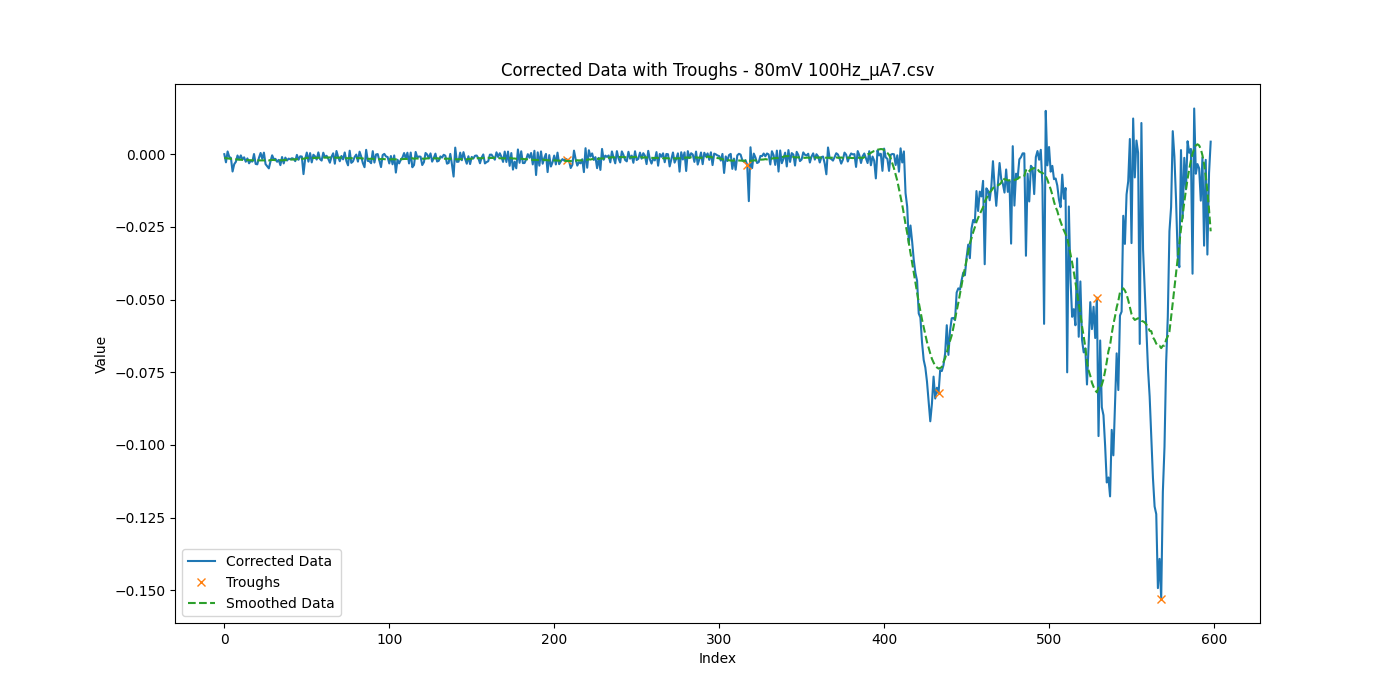 Corrected Data with Troughs - 80mV 100Hz_µA7.csv
0.000
−0.025
−0.050
−0.075
−0.100
−0.125
−0.150
Value
Corrected Data
Troughs
Smoothed Data
0 100 200 300 400 500 600
Index